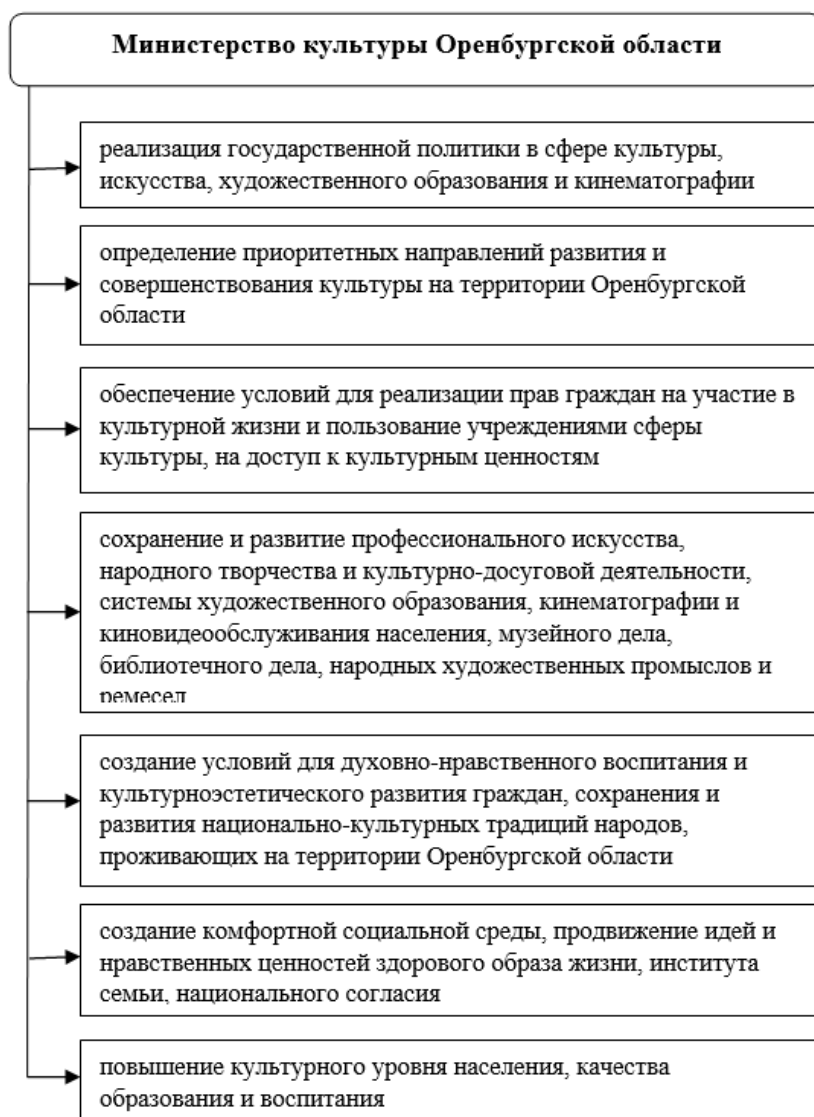 Министерство культуры Оренбургской области
реализация государственной политики в сфере культуры,
искусства, художественного образования и кинематографии
определение приоритетных направлений развития и
совершенствования культуры на территории Оренбургской
области
обеспечение условий для реализации прав граждан на участие в
культурной жизни и пользование учреждениями сферы
культуры, на доступ к культурным ценностям
сохранение и развитие профессионального искусства,
народного творчества и культурно-досуговой деятельности,
системы художественного образования, кинематографии и
киновидеообслуживания населения, музейного дела,
библиотечного дела, народных художественных промыслов и
ремесел
создание условий для духовно-нравственного воспитания и
культурноэстетического развития граждан, сохранения и
развития национально-культурных традиций народов,
проживающих на территории Оренбургской области
создание комфортной социальной среды, продвижение идей и
нравственных ценностей здорового образа жизни, института
семьи, национального согласия
повышение культурного уровня населения, качества
образования и воспитания